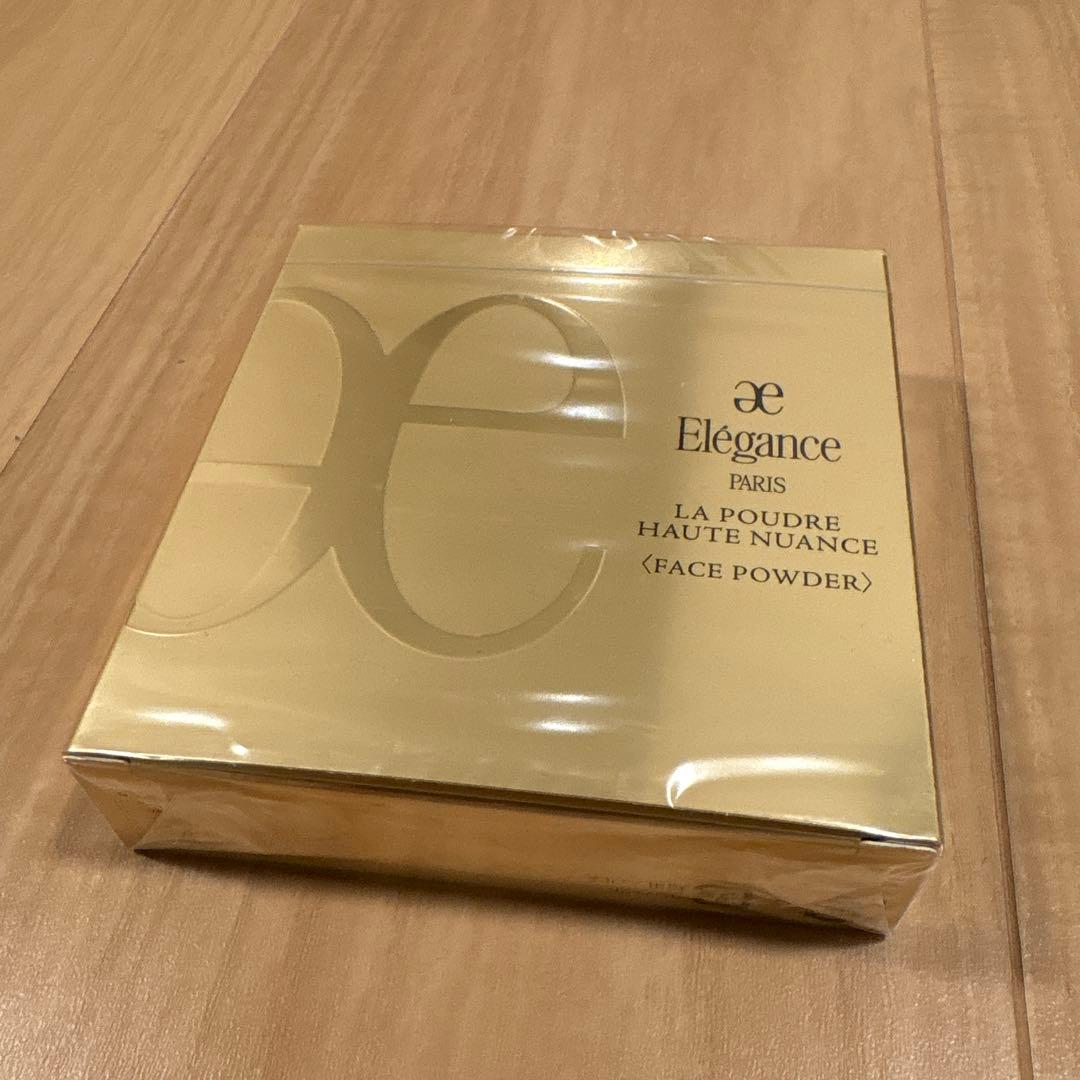 æ
Elégance
PARIS
LA POUDRE
HAUTE NUANCE
〈FACE POWDER〉